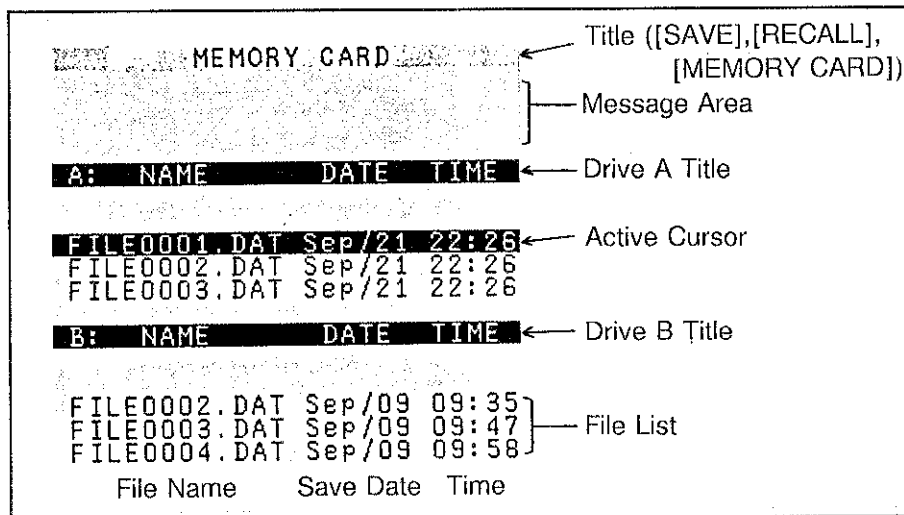 MEMORY CARD
Title ([SAVE],[RECALL],
[MEMORY CARD])
Message Area
A: NAME DATE TIME
Drive A Title
FILE0001.DAT Sep/21 22:26
Active Cursor
FILE0002.DAT Sep/21 22:26
FILE0003.DAT Sep/21 22:26
B: NAME DATE TIME
Drive B Title
FILE0002.DAT Sep/09 09:35
FILE0003.DAT Sep/09 09:47
File List
FILE0004.DAT Sep/09 09:58
File Name Save Date Time